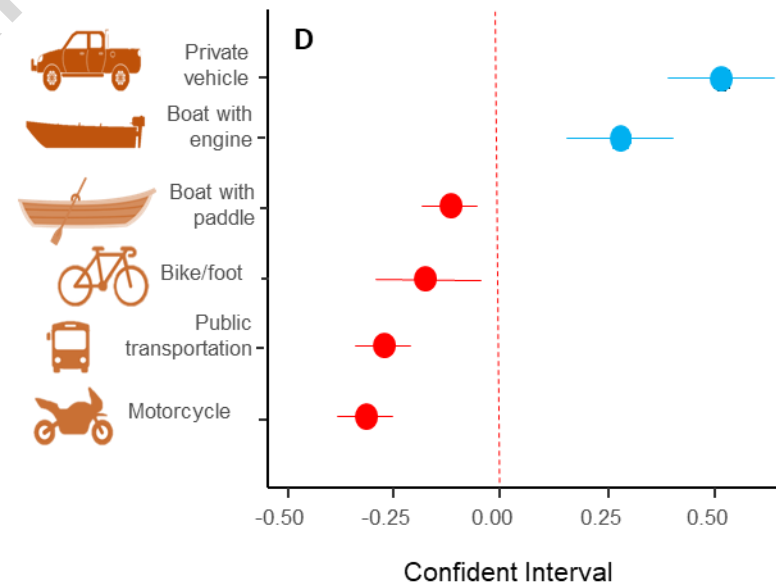 D
Private
vehicle
Boat with
engine
Boat with
paddle
Bike/foot
Public
transportation
Motorcycle
-0.50 -0.25 0.00 0.25 0.50
Confident Interval